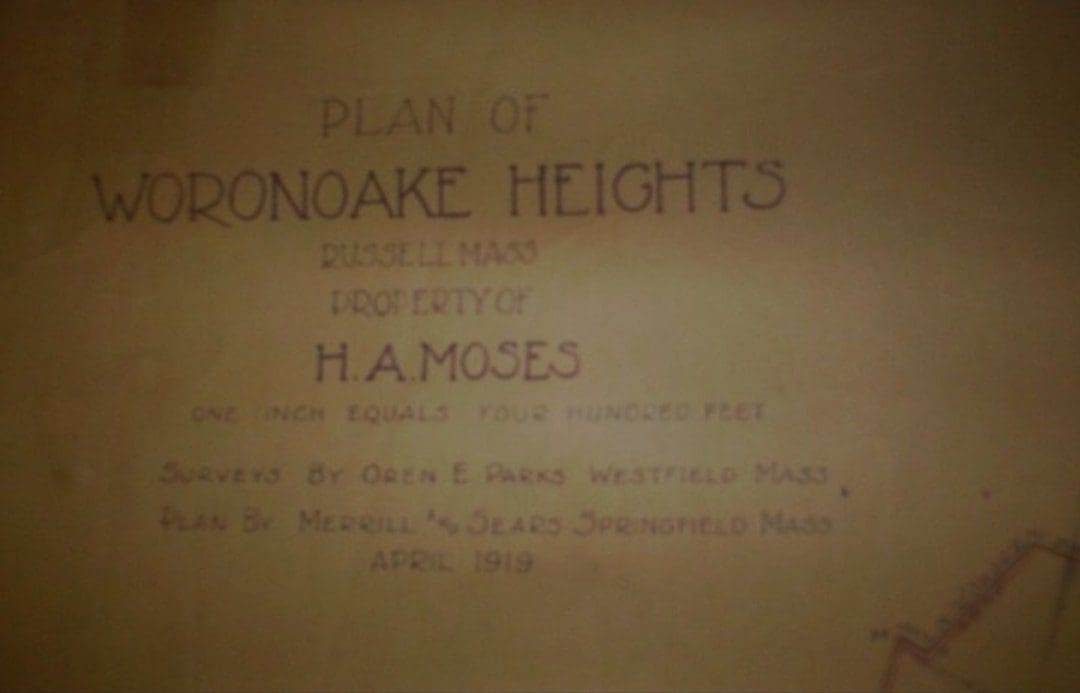 PLAN OF
WORONOAKE HEIGHTS
RUSSELL MASS
PROPERTY OF
H.A.MOSES
ONE INCH EQUALS FOUR HUNDRED FEET
SURVEYS BY OREN E PARKS WESTFIELD MASS
PLAN BY MERRILL & SEARS SPRINGFIELD MASS
APRIL 1919